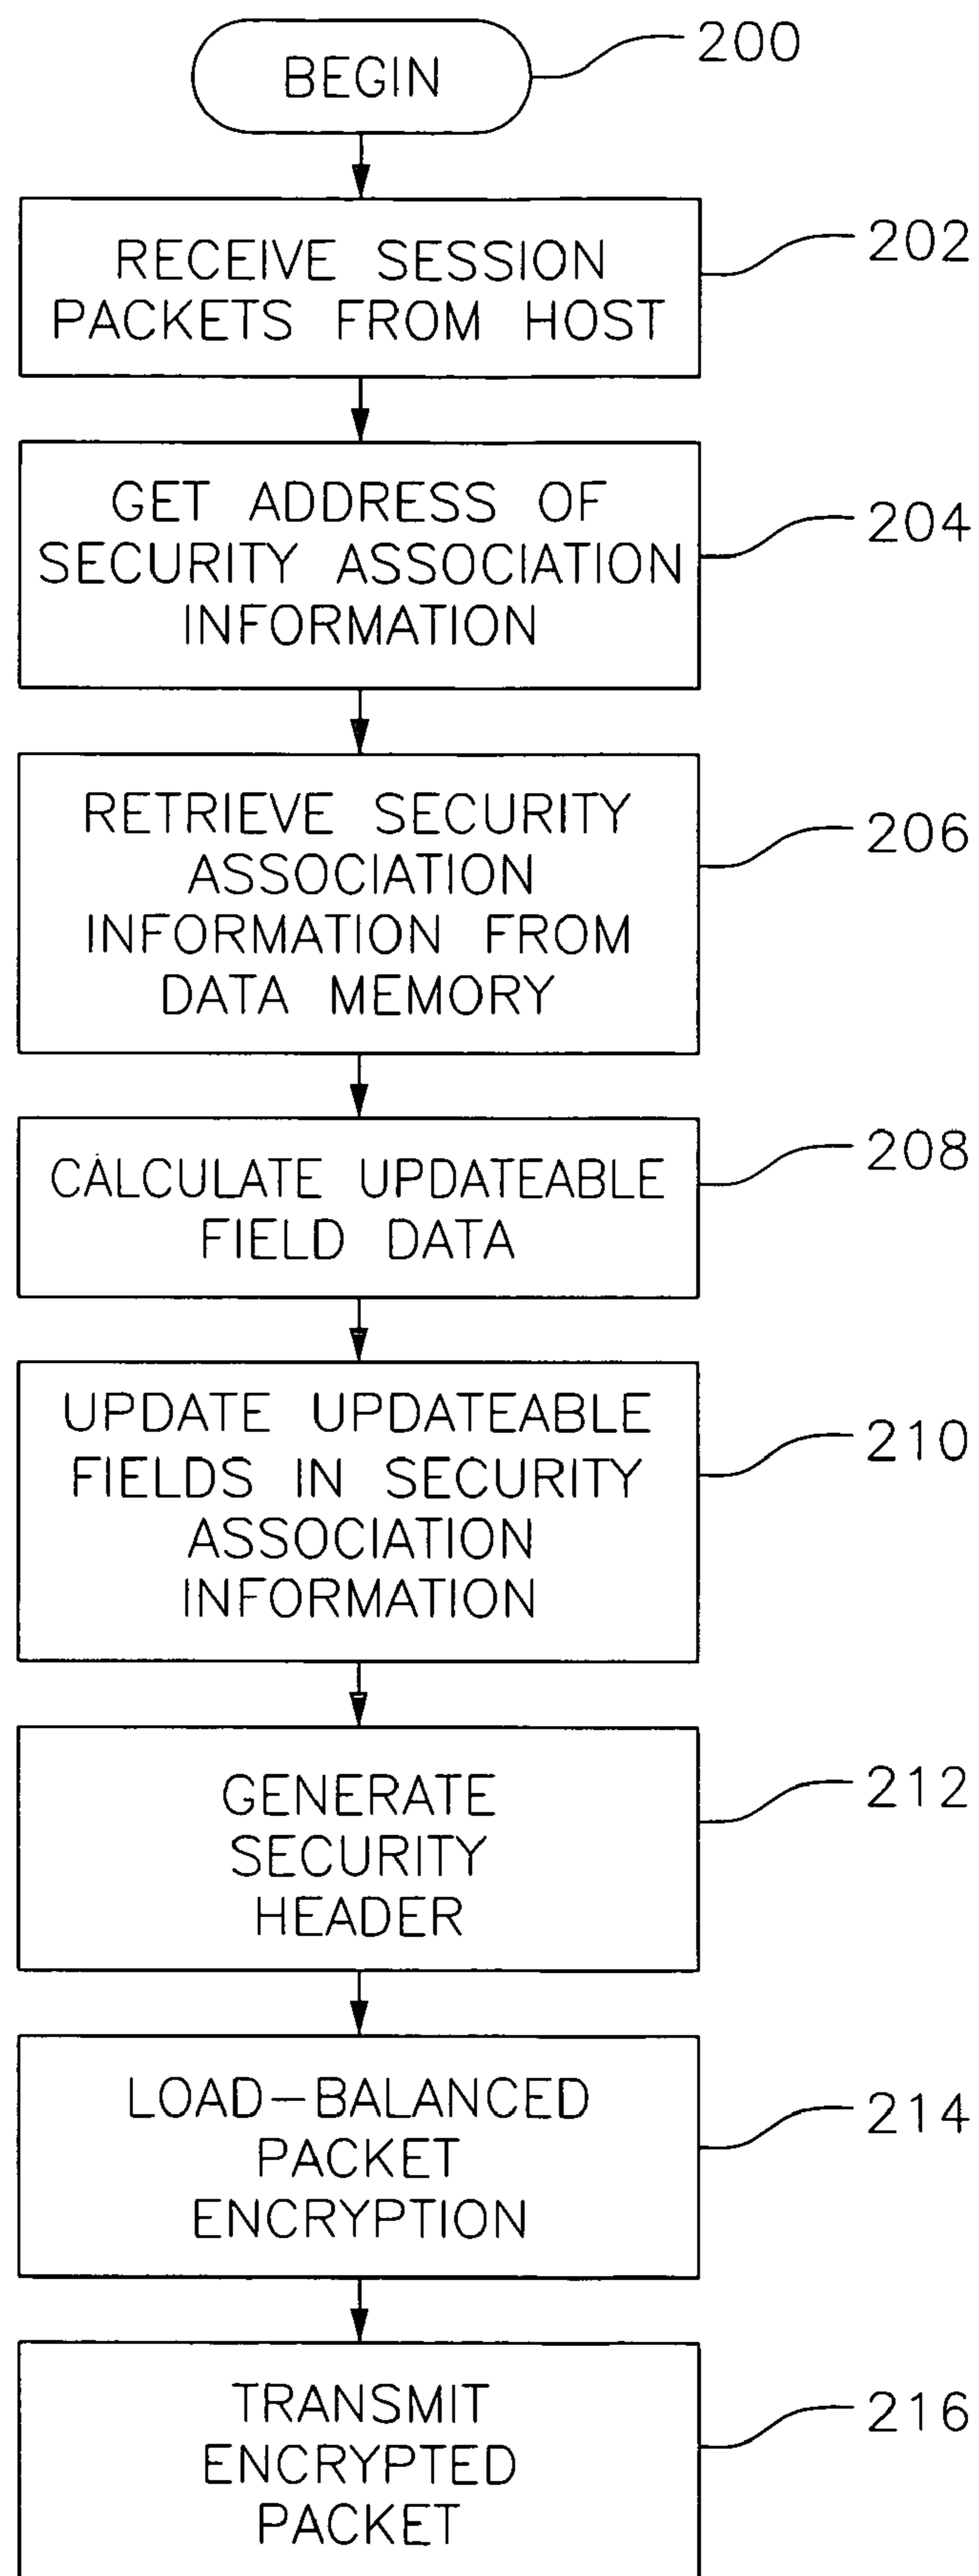 BEGIN
200
RECEIVE SESSION
PACKETS FROM HOST
202
GET ADDRESS OF
SECURITY ASSOCIATION
INFORMATION
204
RETRIEVE SECURITY
ASSOCIATION
INFORMATION FROM
DATA MEMORY
206
CALCULATE UPDATEABLE
FIELD DATA
208
UPDATE UPDATEABLE
FIELDS IN SECURITY
ASSOCIATION
INFORMATION
210
GENERATE
SECURITY
HEADER
212
LOAD-BALANCED
PACKET
ENCRYPTION
214
TRANSMIT
ENCRYPTED
PACKET
216